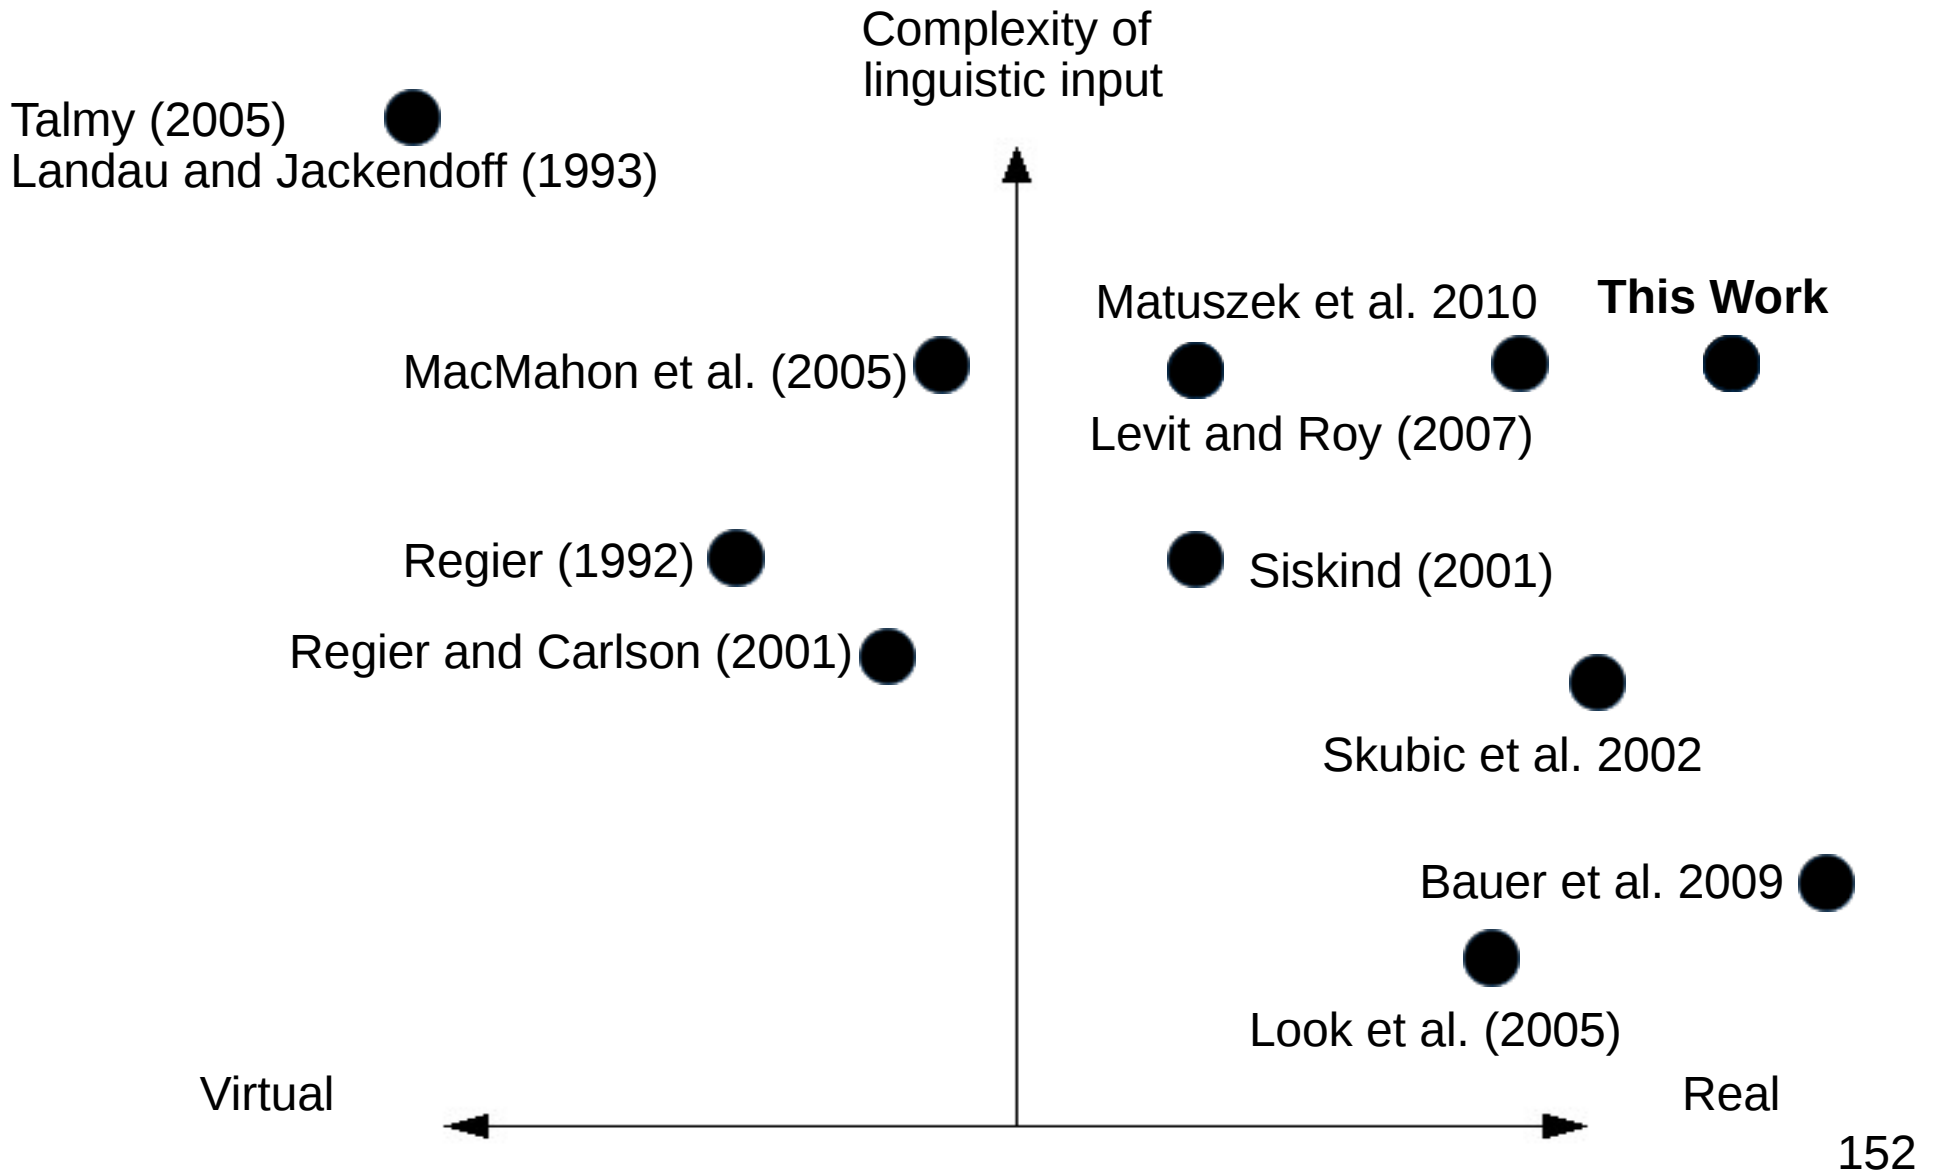 Complexity of
linguistic input
Talmy (2005)
Landau and Jackendoff (1993)
Matuszek et al. 2010
This Work
MacMahon et al. (2005)
Levit and Roy (2007)
Regier (1992)
Siskind (2001)
Regier and Carlson (2001)
Skubic et al. 2002
Bauer et al. 2009
Look et al. (2005)
Virtual
Real
152